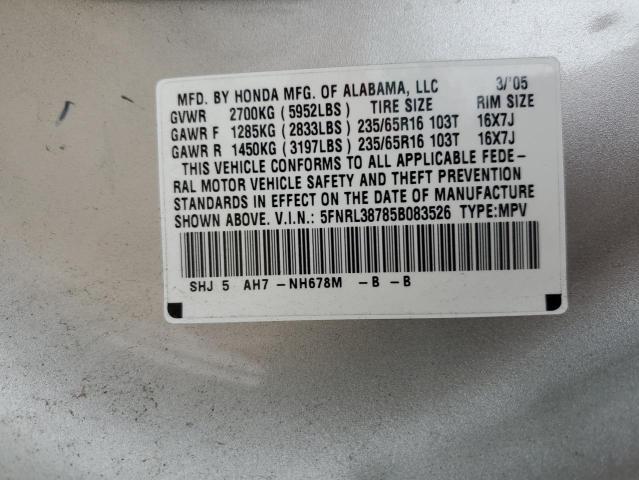 MFD. BY HONDA MFG. OF ALABAMA, LLC 3/'05
GVWR 2700KG (5952LBS) TIRE SIZE RIM SIZE
GAWR F 1285KG (2833LBS) 235/65R16 103T 16X7J
GAWR R 1450KG (3197LBS) 235/65R16 103T 16X7J
THIS VEHICLE CONFORMS TO ALL APPLICABLE FEDE-
RAL MOTOR VEHICLE SAFETY AND THEFT PREVENTION
STANDARDS IN EFFECT ON THE DATE OF MANUFACTURE
SHOWN ABOVE. V.I.N.: 5FNRL38785B083526 TYPE:MPV
SHJ 5 AH7 -NH678M -B -B